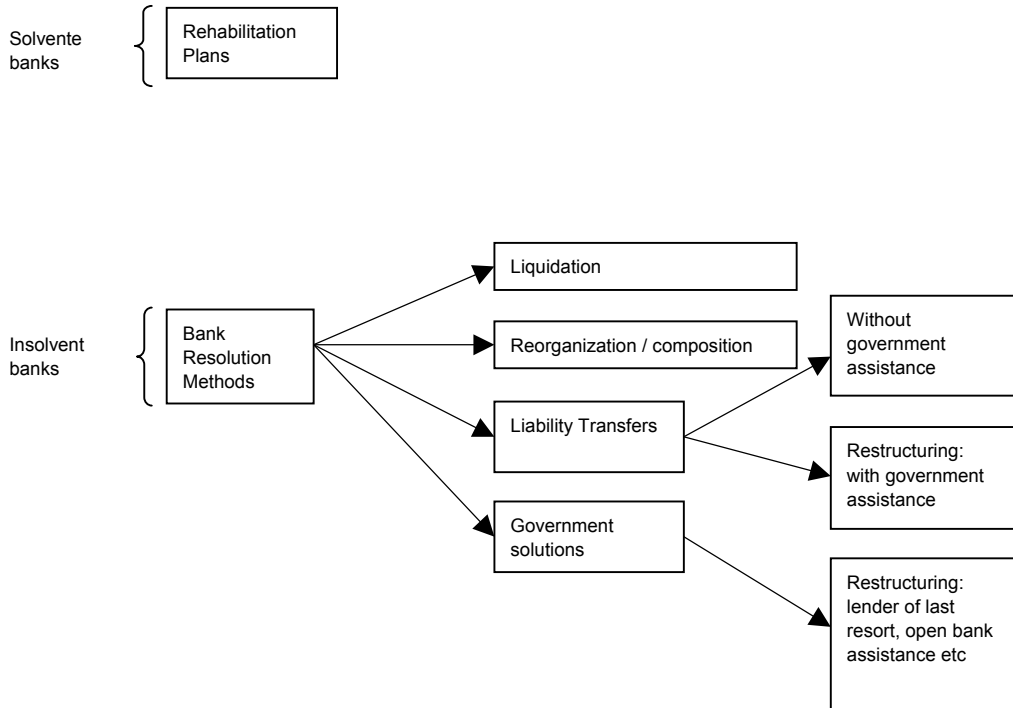 Solvente
banks
Rehabilitation
Plans
Liquidation
Insolvent
banks
Bank
Resolution
Methods
Reorganization / composition
Without
government
assistance
Liability Transfers
Restructuring:
with government
assistance
Government
solutions
Restructuring:
lender of last
resort, open bank
assistance etc